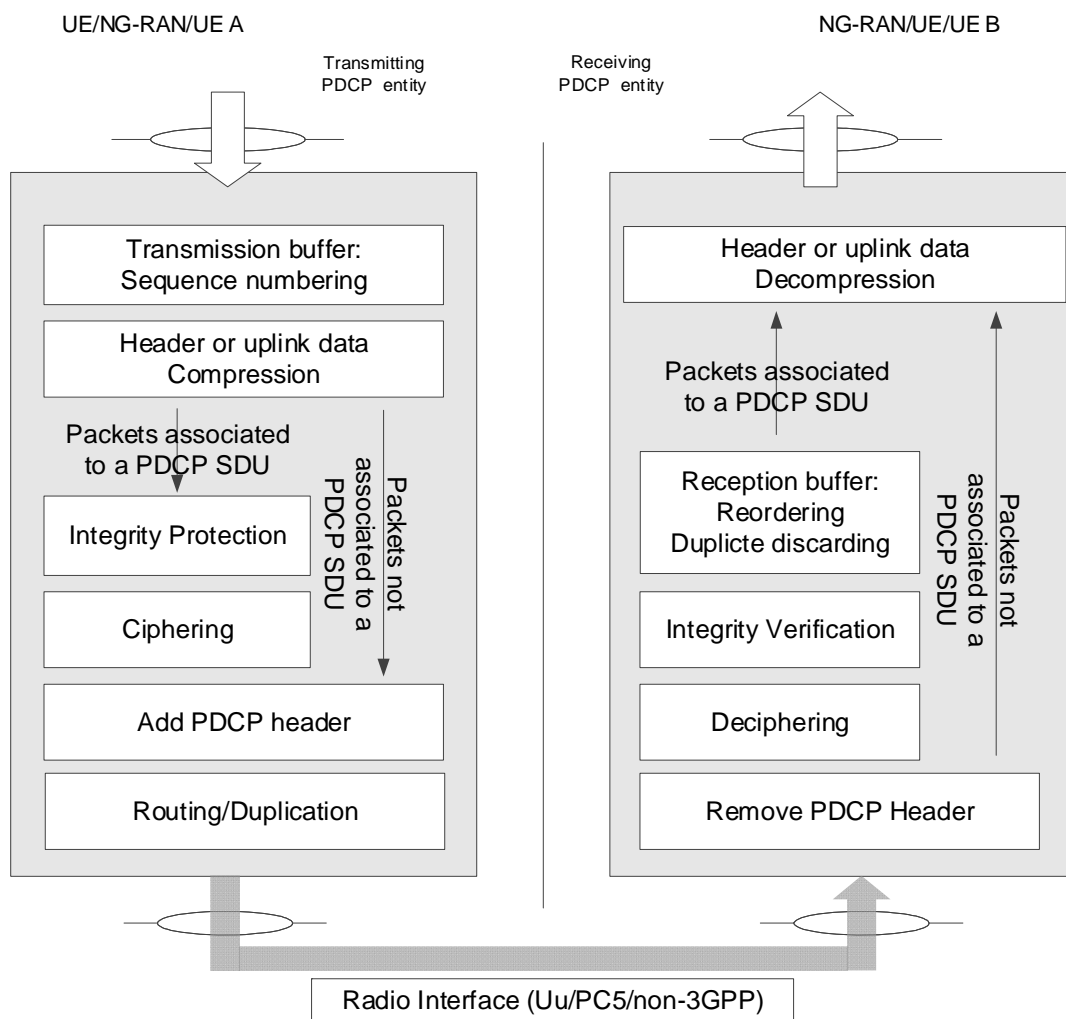 UE/NG-RAN/UE A
NG-RAN/UE/UE B
Transmitting
PDCP entity
Receiving
PDCP entity
Transmission buffer:
Sequence numbering
Header or uplink data
Compression
Packets associated
to a PDCP SDU
Packets not
associated to a
PDCP SDU
Integrity Protection
Ciphering
Add PDCP header
Routing/Duplication
Header or uplink data
Decompression
Packets associated
to a PDCP SDU
Reception buffer:
Reordering
Duplicte discarding
Packets not
associated to a
PDCP SDU
Integrity Verification
Deciphering
Remove PDCP Header
Radio Interface (Uu/PC5/non-3GPP)